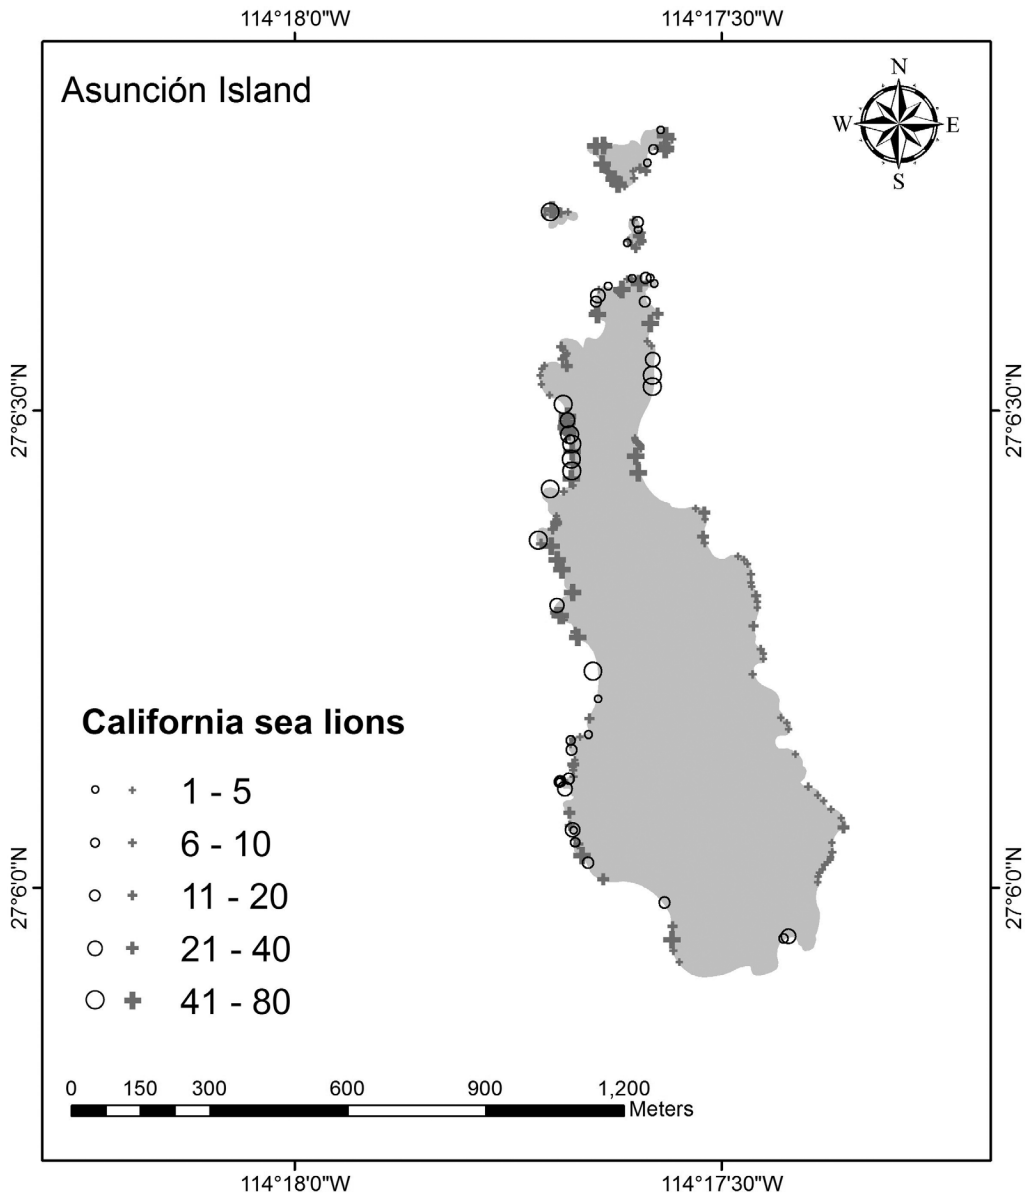 114°18'0"W 114°17'30"W
Asunción Island
N
W E
S
27°6'30"N 27°6'30"N
California sea lions
1 - 5
6 - 10
11 - 20
27°6'0"N 27°6'0"N
21 - 40
41 - 80
0 150 300 600 900 1,200
Meters
114°18'0"W 114°17'30"W